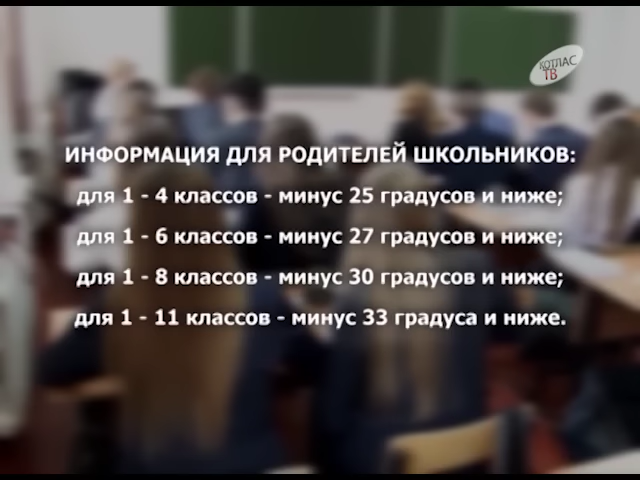 КОТЛАС
ТВ
ИНФОРМАЦИЯ ДЛЯ РОДИТЕЛЕЙ ШКОЛЬНИКОВ:
для 1 - 4 классов - минус 25 градусов и ниже;
для 1 - 6 классов - минус 27 градусов и ниже;
для 1 - 8 классов - минус 30 градусов и ниже;
для 1 - 11 классов - минус 33 градуса и ниже.